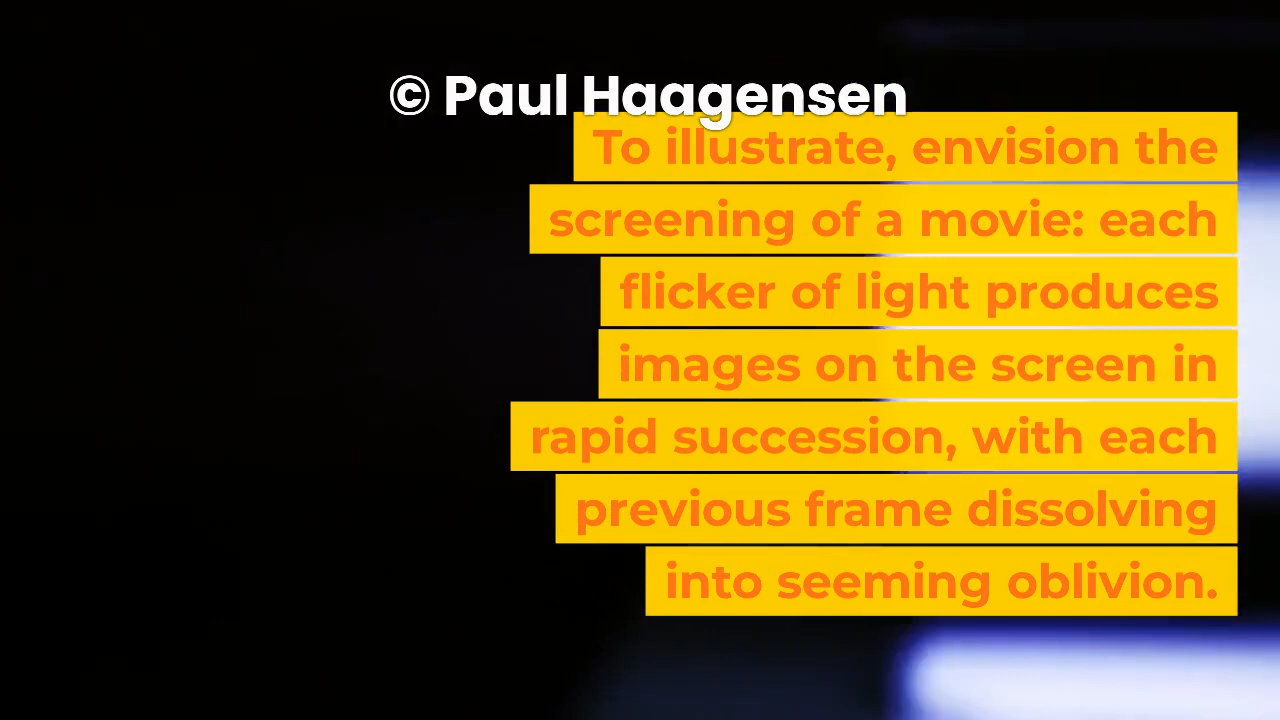 © Paul Haagensen
To illustrate, envision the
screening of a movie: each
flicker of light produces
images on the screen in
rapid succession, with each
previous frame dissolving
into seeming oblivion.